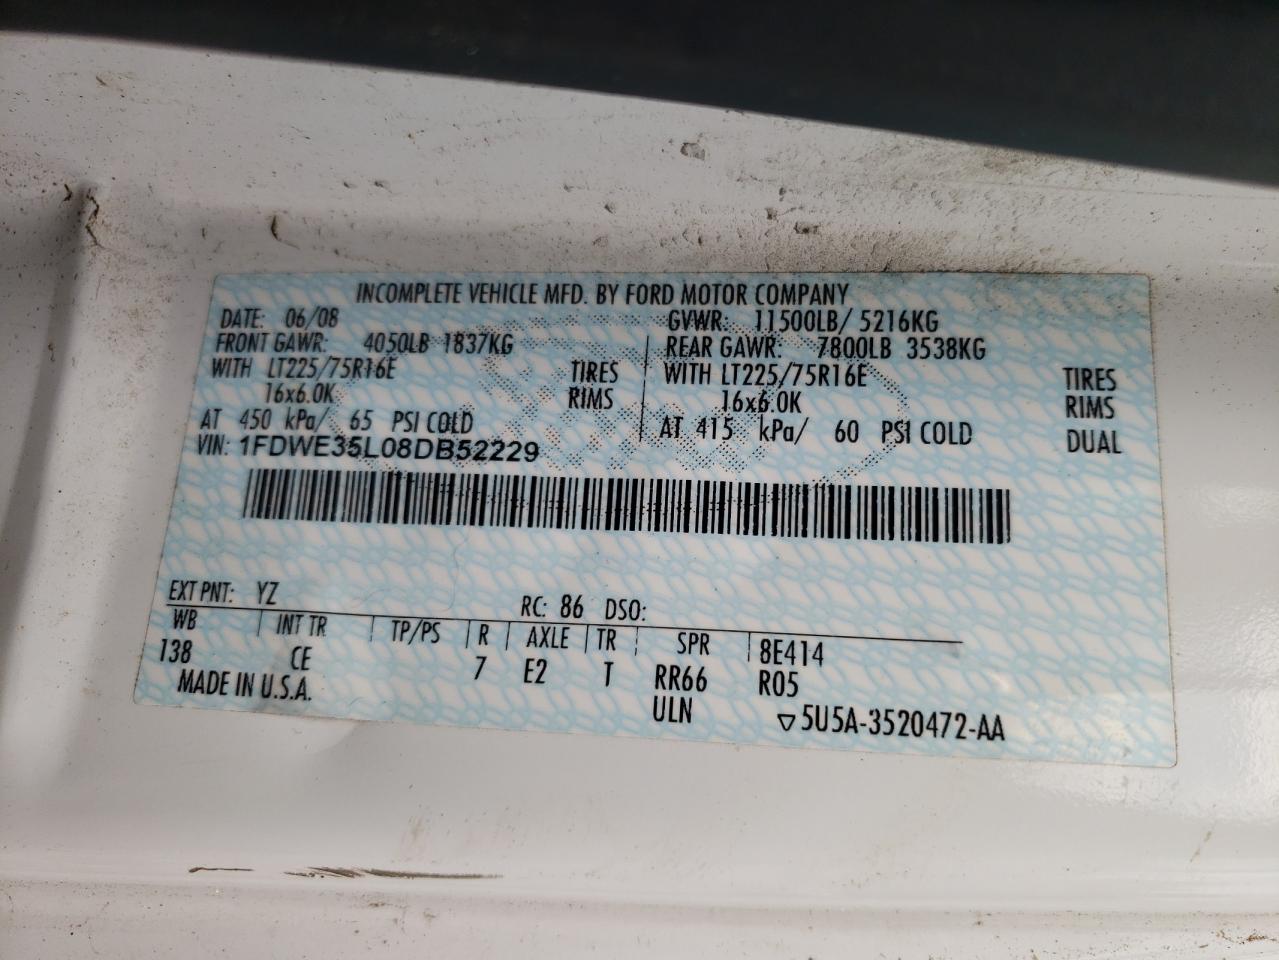 INCOMPLETE VEHICLE MFD. BY FORD MOTOR COMPANY
DATE: 06/08 GVWR: 11500LB/ 5216KG
FRONT GAWR: 4050LB 1837KG REAR GAWR: 7800LB 3538KG
WITH LT225/75R16E TIRES WITH LT225/75R16E TIRES
16x6.0K RIMS 16x6.0K RIMS
AT 450 kPa/ 65 PSI COLD AT 415 kPa/ 60 PSI COLD DUAL
VIN: 1FDWE35L08DB52229
EXT PNT: YZ RC: 86 DSO:
WB INT TR TP/PS R AXLE TR SPR 8E414
138 CE 7 E2 T RR66 R05
MADE IN U.S.A. ULN ▽5U5A-3520472-AA